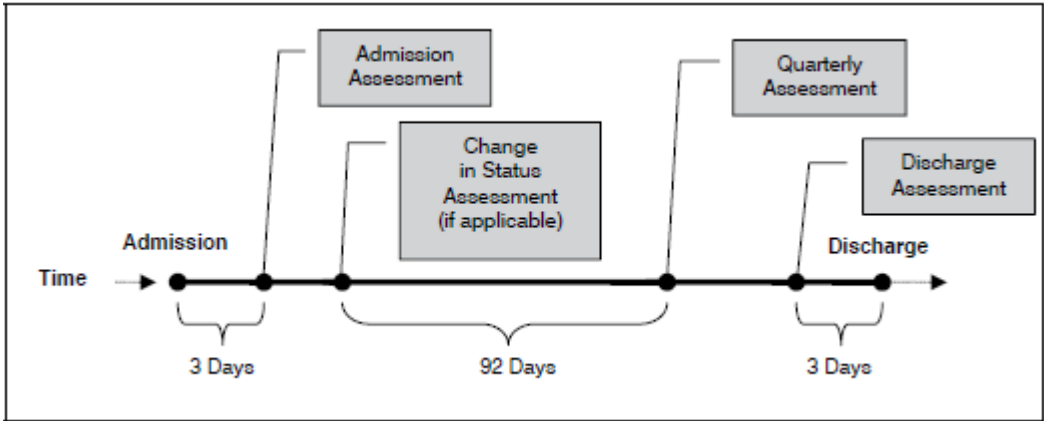 Admission
Assessment
Quarterly
Assessment
Change
in Status
Assessment
(if applicable)
Discharge
Assessment
Admission
Discharge
Time
3 Days
92 Days
3 Days